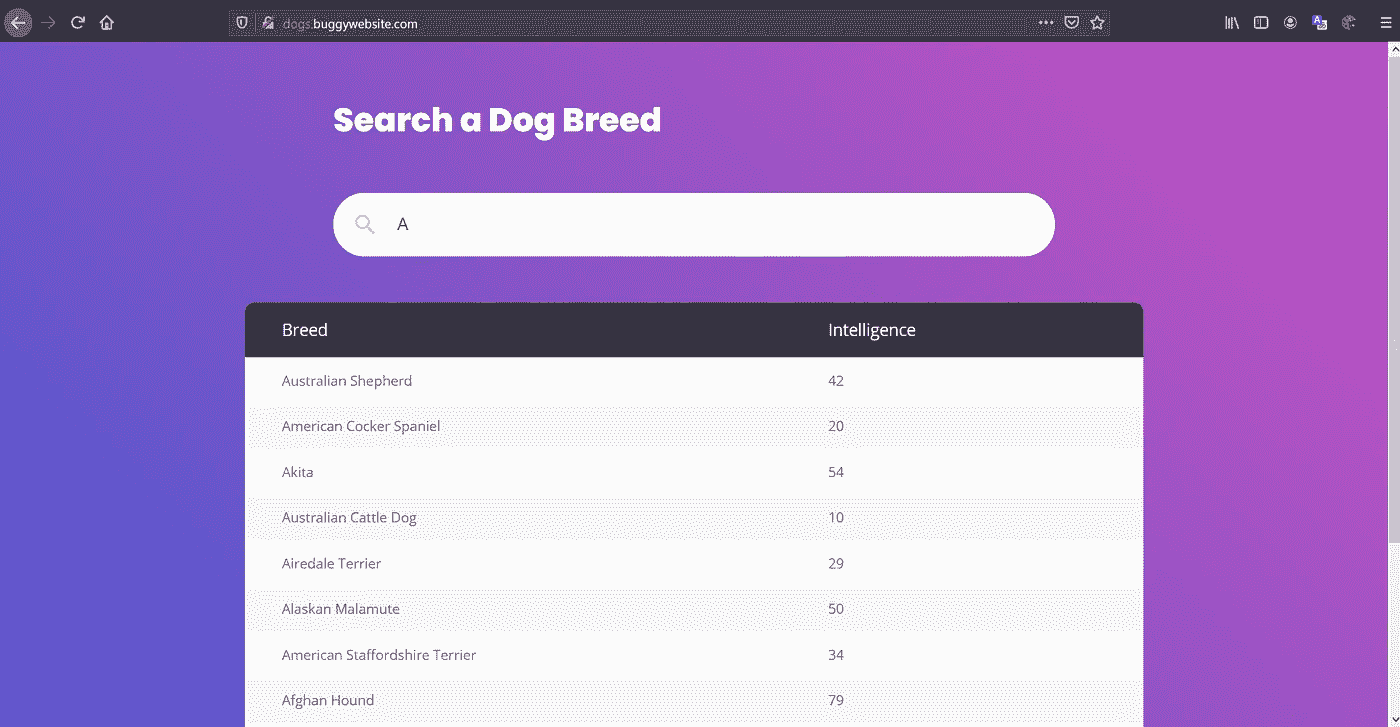 dogs.buggywebsite.com
Search a Dog Breed
A
Breed Intelligence
Australian Shepherd 42
American Cocker Spaniel 20
Akita 54
Australian Cattle Dog 10
Airedale Terrier 29
Alaskan Malamute 50
American Staffordshire Terrier 34
Afghan Hound 79